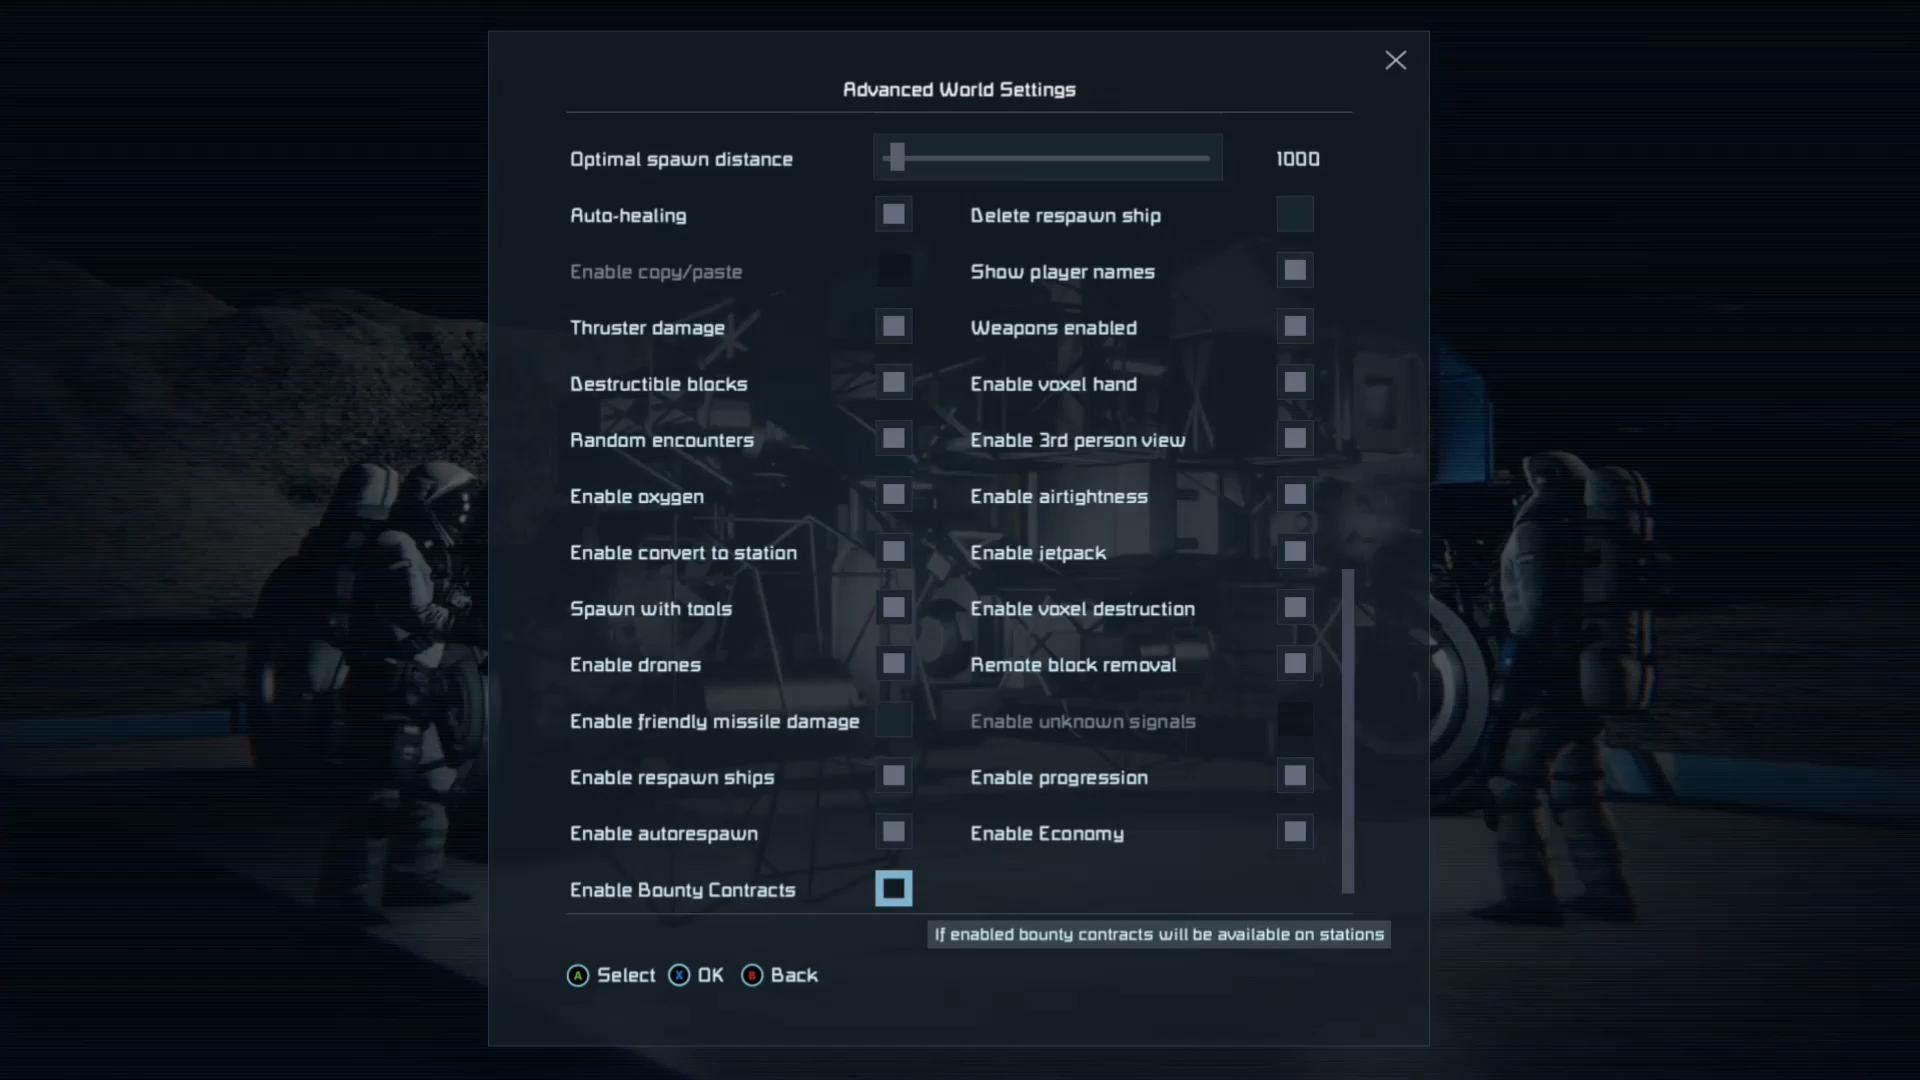 Advanced World Settings
Optimal spawn distance 1000
Auto-healing Delete respawn ship
Enable copy/paste Show player names
Thruster damage Weapons enabled
Destructible blocks Enable voxel hand
Random encounters Enable 3rd person view
Enable oxygen Enable airtightness
Enable convert to station Enable jetpack
Spawn with tools Enable voxel destruction
Enable drones Remote block removal
Enable friendly missile damage Enable unknown signals
Enable respawn ships Enable progression
Enable autorespawn Enable Economy
Enable Bounty Contracts
If enabled bounty contracts will be available on stations
A Select X OK B Back